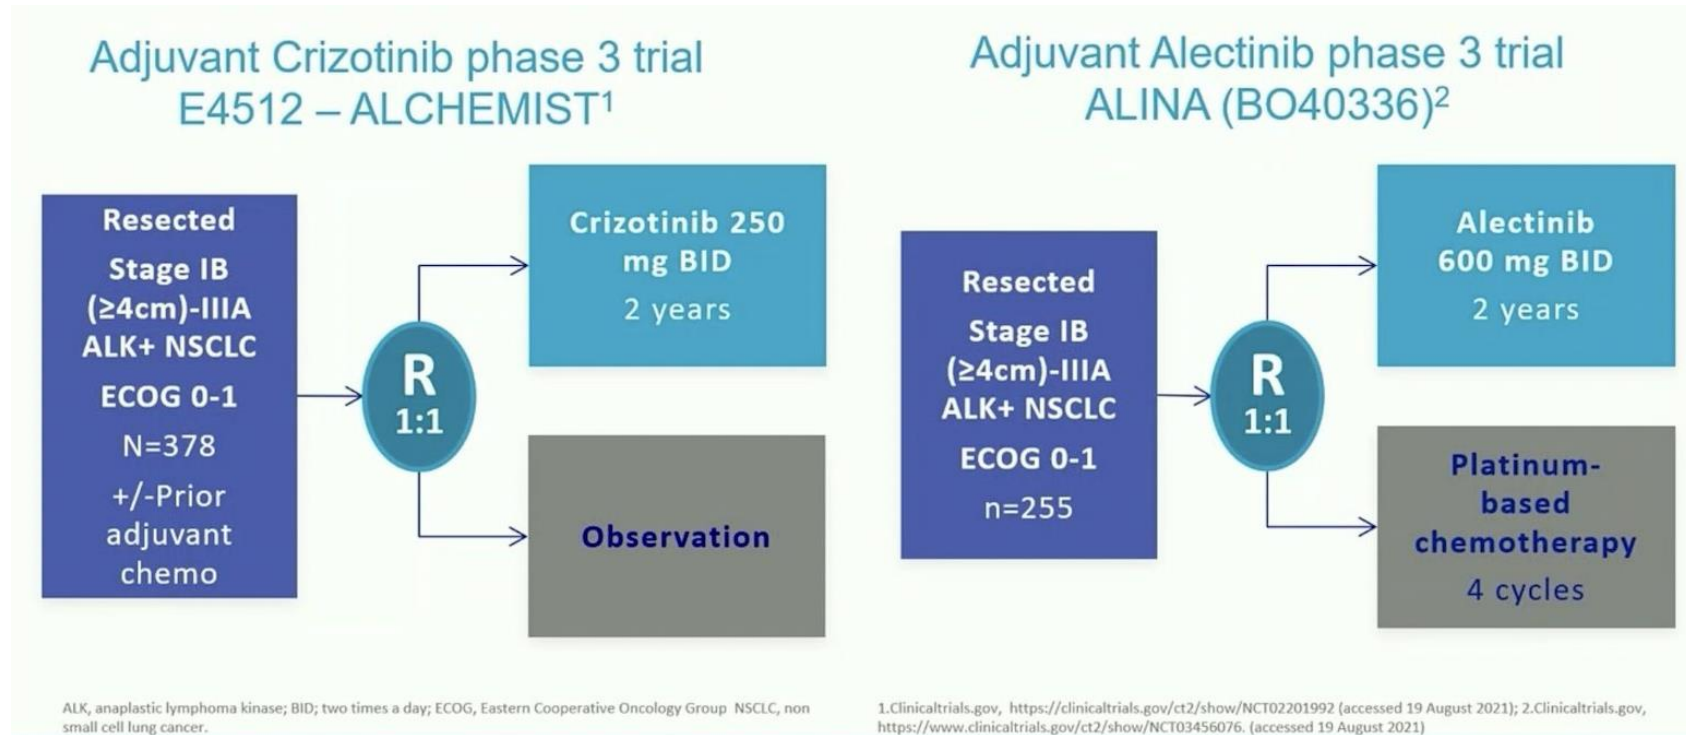 Adjuvant Crizotinib phase 3 trial
E4512 – ALCHEMIST¹
Resected
Stage IB
(≥4cm)-IIIA
ALK+ NSCLC
ECOG 0-1
N=378
+/-Prior
adjuvant
chemo
R
1:1
Crizotinib 250
mg BID
2 years
Observation
Adjuvant Alectinib phase 3 trial
ALINA (BO40336)²
Resected
Stage IB
(≥4cm)-IIIA
ALK+ NSCLC
ECOG 0-1
n=255
R
1:1
Alectinib
600 mg BID
2 years
Platinum-
based
chemotherapy
4 cycles
ALK, anaplastic lymphoma kinase; BID; two times a day; ECOG, Eastern Cooperative Oncology Group NSCLC, non
small cell lung cancer.
1.Clinicaltrials.gov, https://clinicaltrials.gov/ct2/show/NCT02201992 (accessed 19 August 2021); 2.Clinicaltrials.gov,
https://www.clinicaltrials.gov/ct2/show/NCT03456076. (accessed 19 August 2021)